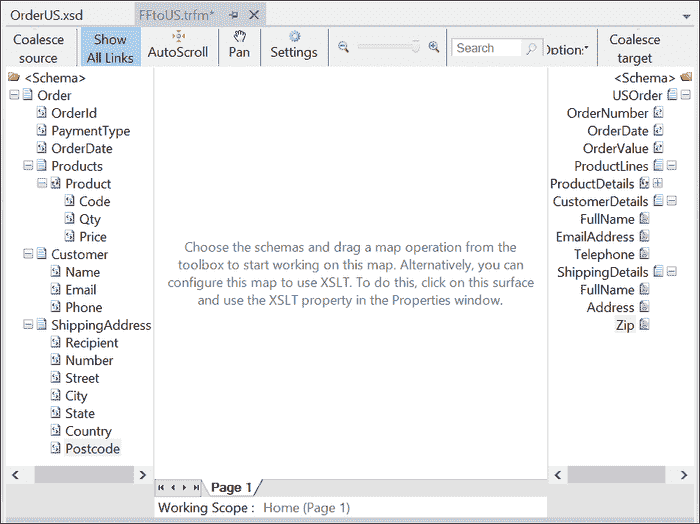 OrderUS.xsd FFtoUS.trfm*
Coalesce source Show All Links AutoScroll Pan Settings Search Option:* Coalesce target
<Schema>
Order
OrderId
PaymentType
OrderDate
Products
Product
Code
Qty
Price
Customer
Name
Email
Phone
ShippingAddress
Recipient
Number
Street
City
State
Country
Postcode
Choose the schemas and drag a map operation from the
toolbox to start working on this map. Alternatively, you can
configure this map to use XSLT. To do this, click on this surface
and use the XSLT property in the Properties window.
<Schema>
USOrder
OrderNumber
OrderDate
OrderValue
ProductLines
ProductDetails
CustomerDetails
FullName
EmailAddress
Telephone
ShippingDetails
FullName
Address
Zip
Page 1
Working Scope : Home (Page 1)